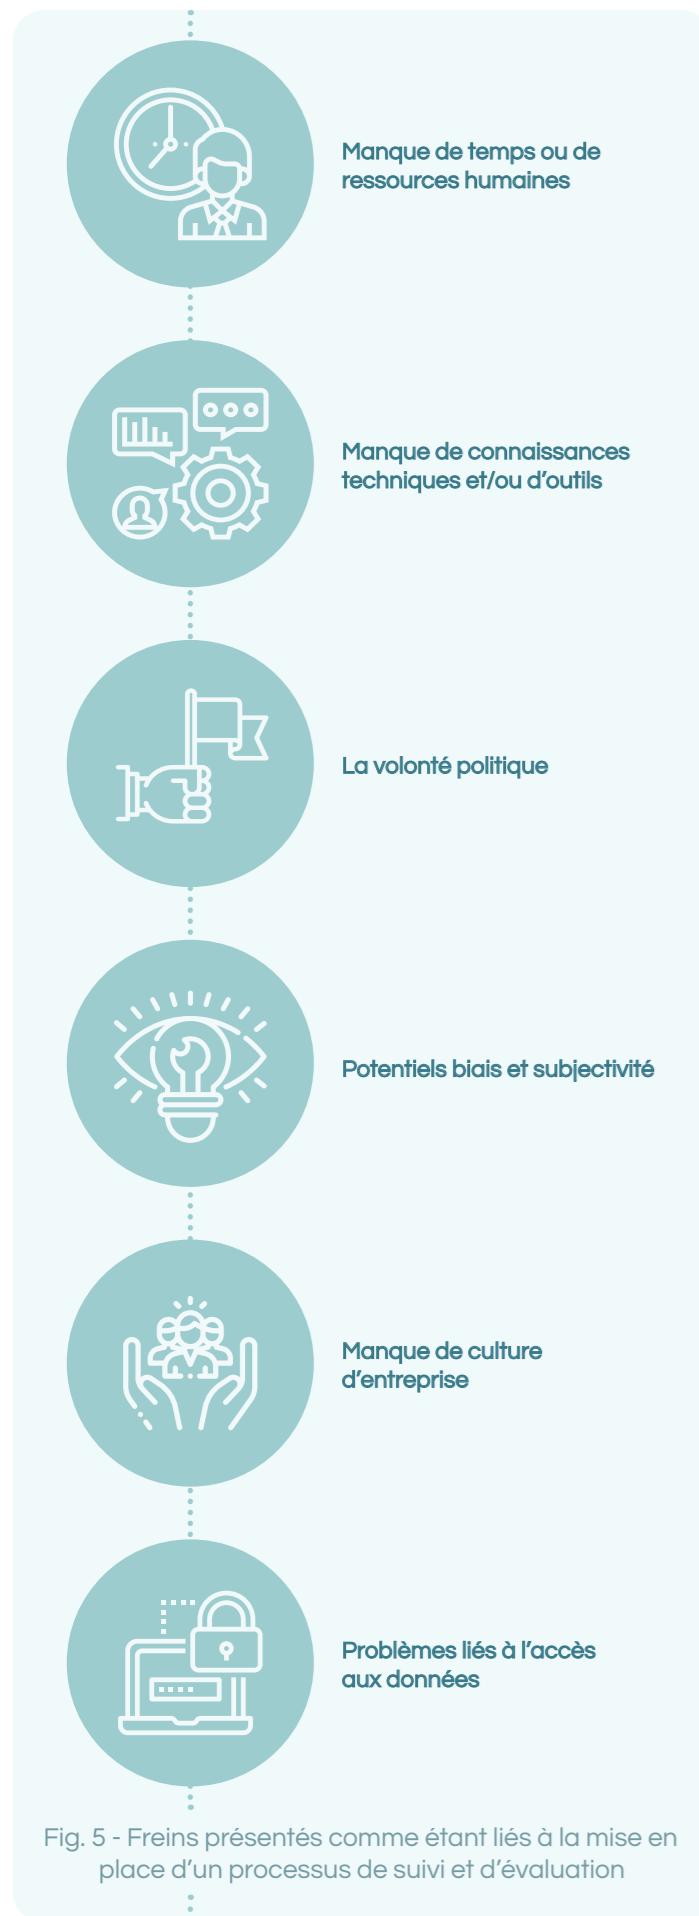 Manque de temps ou de
ressources humaines
Manque de connaissances
techniques et/ou d’outils
La volonté politique
Potentiels biais et subjectivité
Manque de culture
d’entreprise
Problèmes liés à l’accès
aux données
Fig. 5 - Freins présentés comme étant liés à la mise en
place d’un processus de suivi et d’évaluation